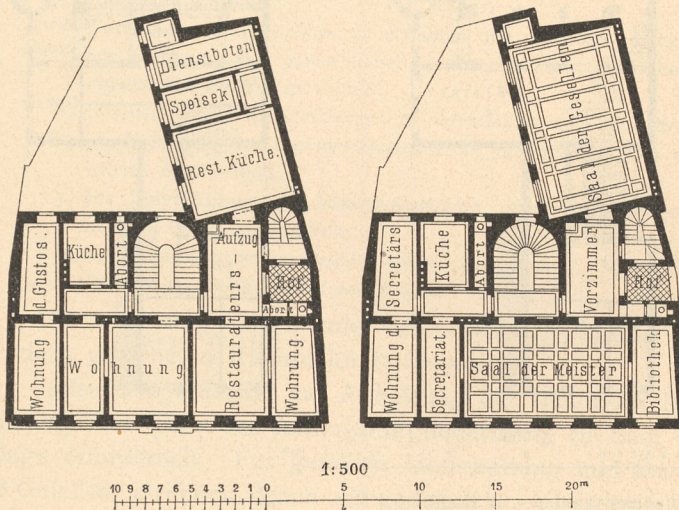 Dienstboten
Speisek
Rest. Küche.
Küche
Abort
d. Custos.
Aufzug
Hof
Abort
Wohnung
Wohnung
Restaurateurs-
Wohnung.
Saal der Gesellen
Secretärs
Küche
Abort
Vorzimmer
Hof
Wohnung d.
Secretariat.
Saal der Meister
Bibliothek
1:500
10 9 8 7 6 5 4 3 2 1 0 5 10 15 20m